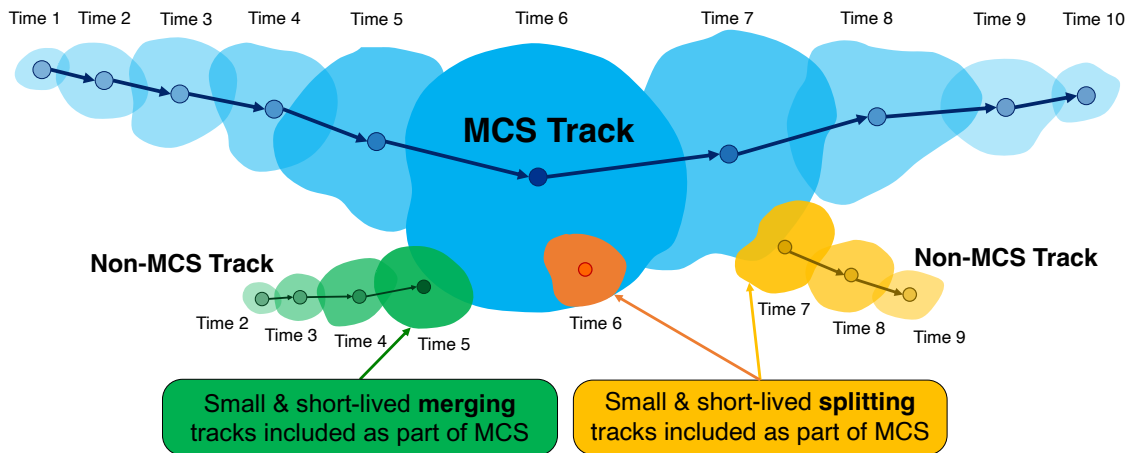 Time 1 Time 2 Time 3 Time 4 Time 5 Time 6 Time 7 Time 8 Time 9 Time 10
MCS Track
Non-MCS Track
Non-MCS Track
Time 2 Time 3 Time 4 Time 5
Time 6
Time 7 Time 8 Time 9
Small & short-lived merging
tracks included as part of MCS
Small & short-lived splitting
tracks included as part of MCS